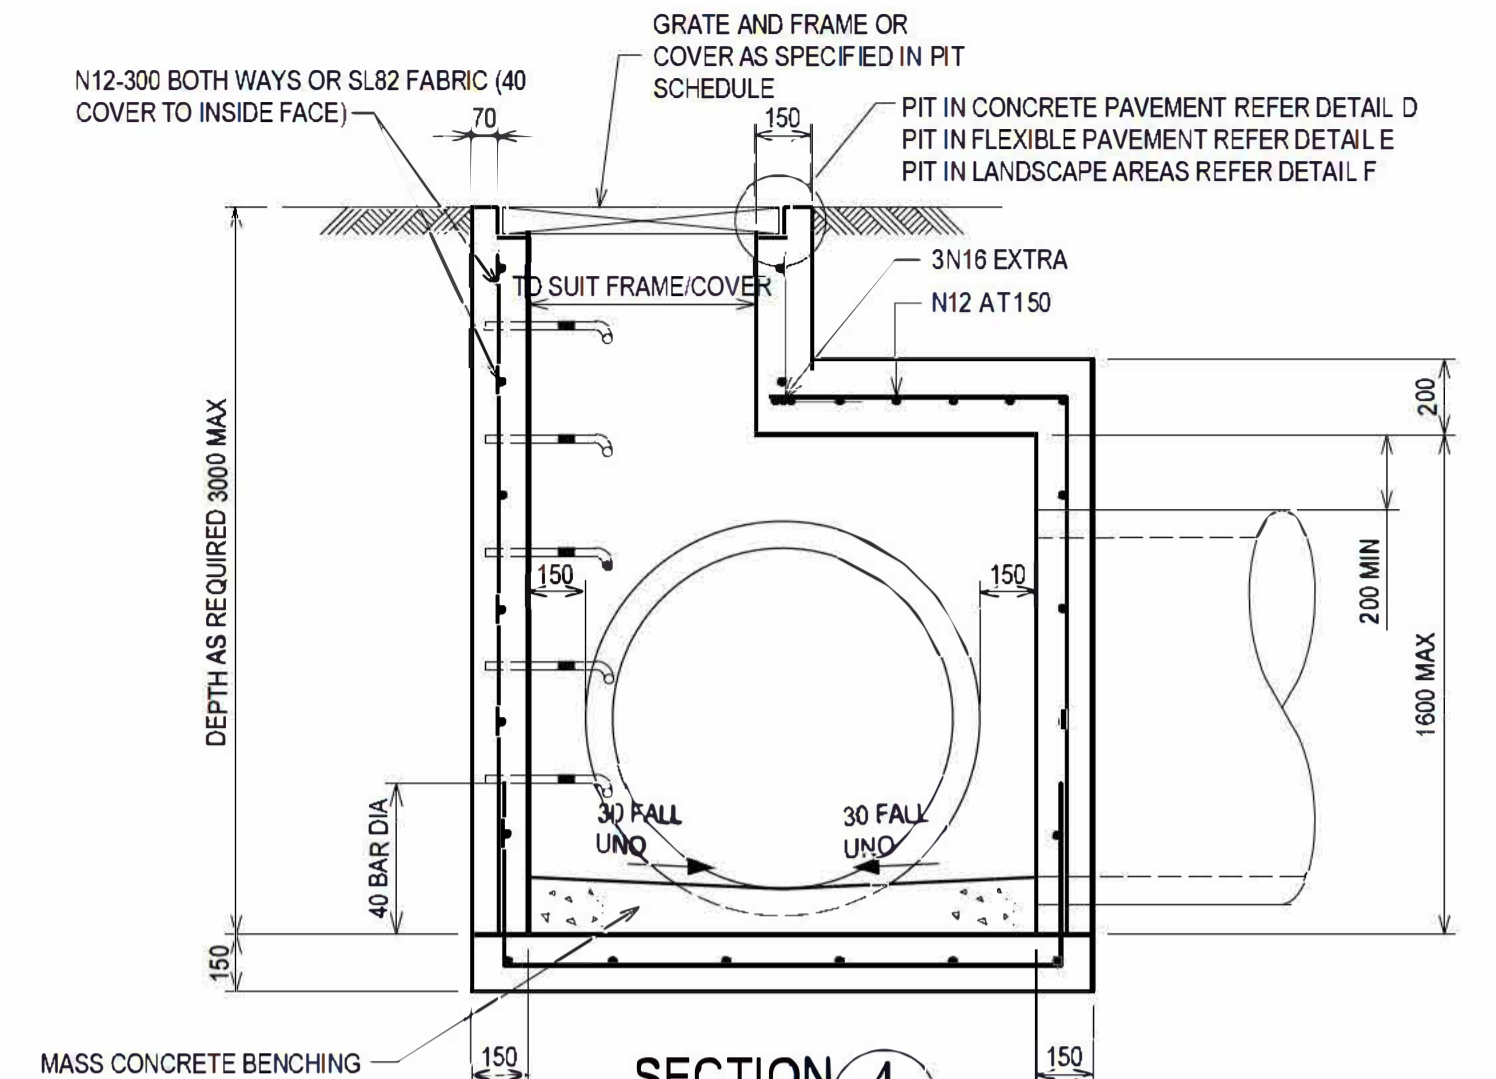 GRATE AND FRAME OR
COVER AS SPECIFIED IN PIT
SCHEDULE
N12-300 BOTH WAYS OR SL82 FABRIC (40
COVER TO INSIDE FACE)
70
150
PIT IN CONCRETE PAVEMENT REFER DETAIL D
PIT IN FLEXIBLE PAVEMENT REFER DETAIL E
PIT IN LANDSCAPE AREAS REFER DETAIL F
3N16 EXTRA
TO SUIT FRAME/COVER
N12 AT 150
200
DEPTH AS REQUIRED 3000 MAX
150
150
200 MIN
1600 MAX
30 FALL
UNO
30 FALL
UNO
40 BAR DIA
150
MASS CONCRETE BENCHING
150
SECTION 4
150